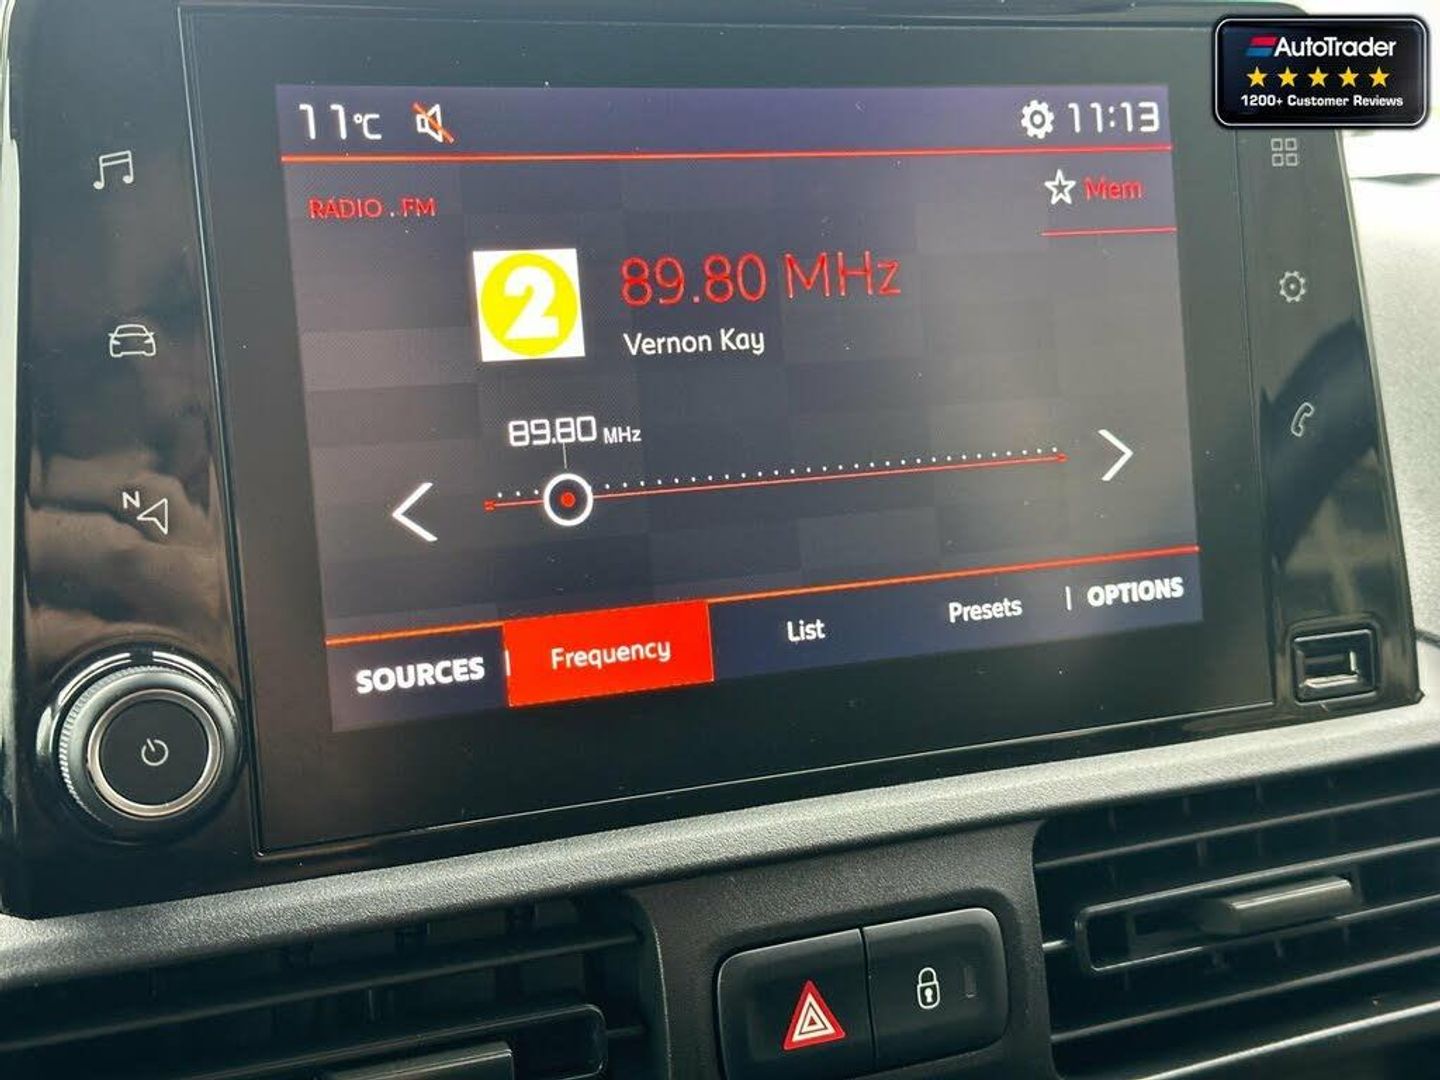 AutoTrader
1200+ Customer Reviews
11°C
11:13
RADIO . FM
Mem
2
89.80 MHz
Vernon Kay
89.80 MHz
N
SOURCES
Frequency
List
Presets
OPTIONS